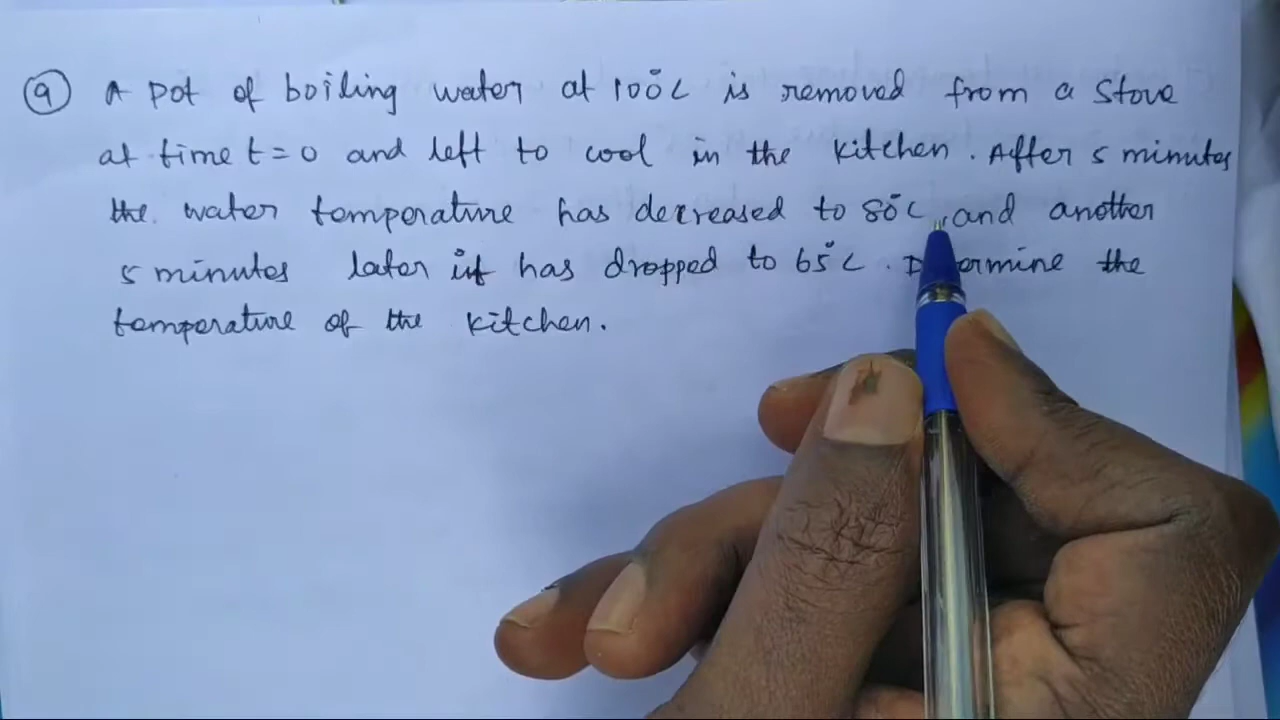 9 A pot of boiling water at 100°C is removed from a stove
at time t = 0 and left to cool in the kitchen. After 5 minutes
the water temperature has decreased to 80°C, and another
5 minutes later it has dropped to 65°C. the
temperature of the kitchen.